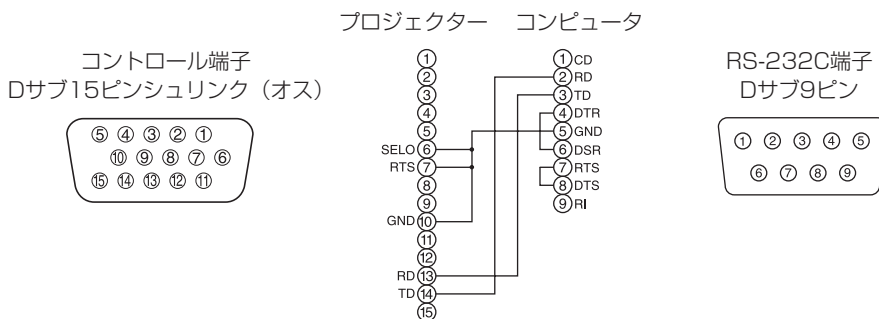 プロジェクター コンピュータ
コントロール端子
Dサブ15ピンシュリンク（オス）
⑤ ④ ③ ② ①
⑩ ⑨ ⑧ ⑦ ⑥
⑮ ⑭ ⑬ ⑫ ⑪
①
②
③
④
⑤
SELO ⑥
RTS ⑦
⑧
⑨
GND ⑩
⑪
⑫
RD ⑬
TD ⑭
⑮
① CD
② RD
③ TD
④ DTR
⑤ GND
⑥ DSR
⑦ RTS
⑧ DTS
⑨ RI
RS-232C端子
Dサブ9ピン
① ② ③ ④ ⑤
⑥ ⑦ ⑧ ⑨